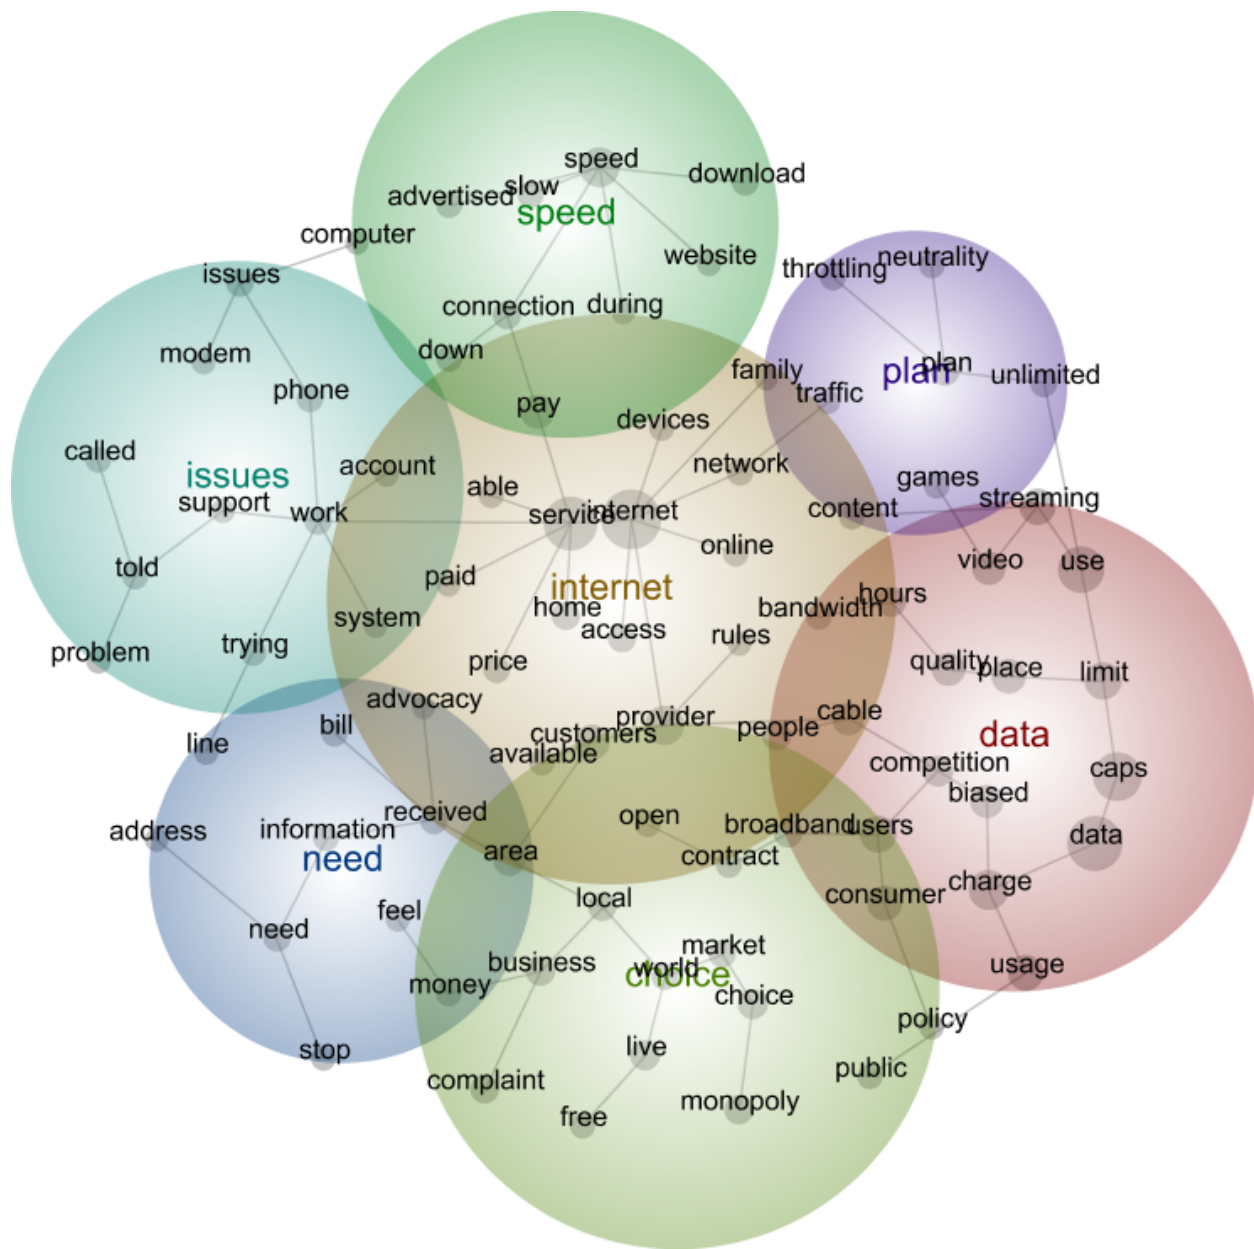 speed
download
slow
advertised
speed
computer
website
neutrality
throttling
issues
connection
during
modem
down
family
plan
plan
unlimited
traffic
phone
pay
devices
called
account
network
issues
support
able
games
streaming
work
service
internet
content
online
video
use
told
paid
internet
hours
home
bandwidth
system
access
rules
trying
problem
price
quality
place
limit
advocacy
bill
provider
cable
line
customers
people
data
available
competition
caps
biased
address
information
received
open
broadband
users
data
need
area
contract
charge
feel
local
consumer
need
market
business
world
choice
usage
money
choice
policy
stop
live
public
complaint
free
monopoly